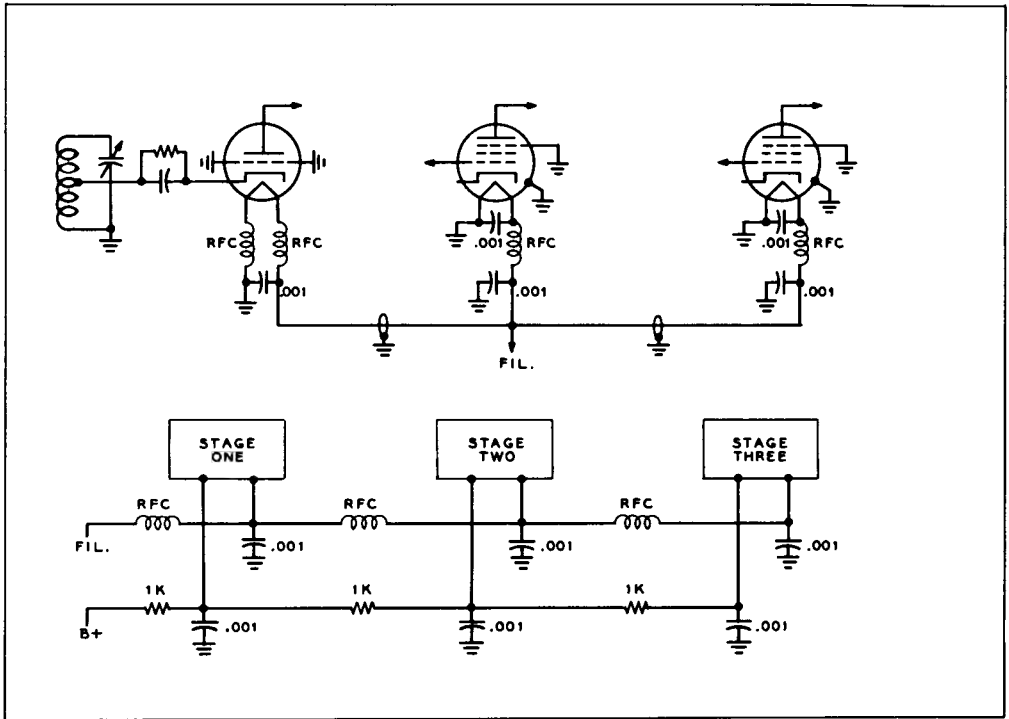 RFC RFC
.001
.001 RFC
.001
.001 RFC
.001
FIL.
STAGE
ONE
STAGE
TWO
STAGE
THREE
RFC
RFC
RFC
FIL.
.001
.001
.001
1K
1K
1K
B+
.001
.001
.001